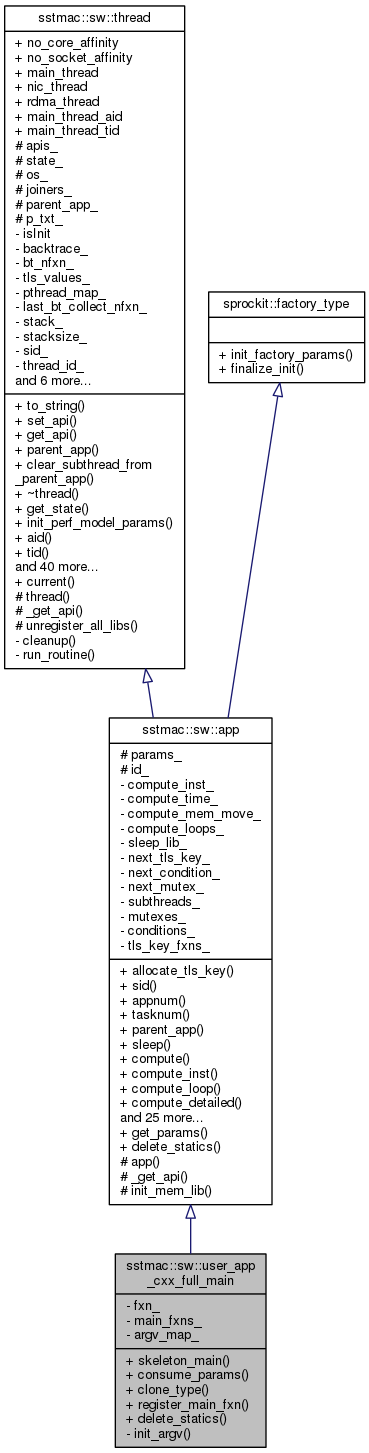 sstmac::sw::thread
+ no_core_affinity
+ no_socket_affinity
+ main_thread
+ nic_thread
+ rdma_thread
+ main_thread_aid
+ main_thread_tid
# apis_
# state_
# os_
# joiners_
# parent_app_
# p_txt_
- isInit
- backtrace_
- bt_nfxn_
- tls_values_
- pthread_map_
- last_bt_collect_nfxn_
- stack_
- stacksize_
- sid_
- thread_id_
and 6 more...
+ to_string()
+ set_api()
+ get_api()
+ parent_app()
+ clear_subthread_from
_parent_app()
+ ~thread()
+ get_state()
+ init_perf_model_params()
+ aid()
+ tid()
and 40 more...
+ current()
# thread()
# _get_api()
# unregister_all_libs()
- cleanup()
- run_routine()
sprockit::factory_type
+ init_factory_params()
+ finalize_init()
sstmac::sw::app
# params_
# id_
- compute_inst_
- compute_time_
- compute_mem_move_
- compute_loops_
- sleep_lib_
- next_tls_key_
- next_condition_
- next_mutex_
- subthreads_
- mutexes_
- conditions_
- tls_key_fxns_
+ allocate_tls_key()
+ sid()
+ appnum()
+ tasknum()
+ parent_app()
+ sleep()
+ compute()
+ compute_inst()
+ compute_loop()
+ compute_detailed()
and 25 more...
+ get_params()
+ delete_statics()
# app()
# _get_api()
# init_mem_lib()
sstmac::sw::user_app
_cxx_full_main
- fxn_
- main_fxns_
- argv_map_
+ skeleton_main()
+ consume_params()
+ clone_type()
+ register_main_fxn()
+ delete_statics()
- init_argv()